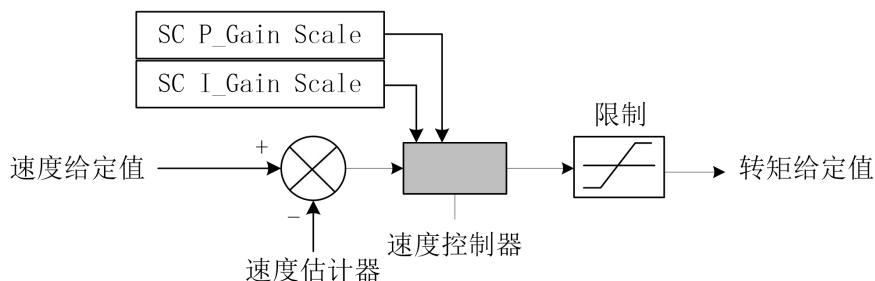 SC P_Gain Scale
SC I_Gain Scale
限制
+
速度给定值
转矩给定值
−
速度控制器
速度估计器